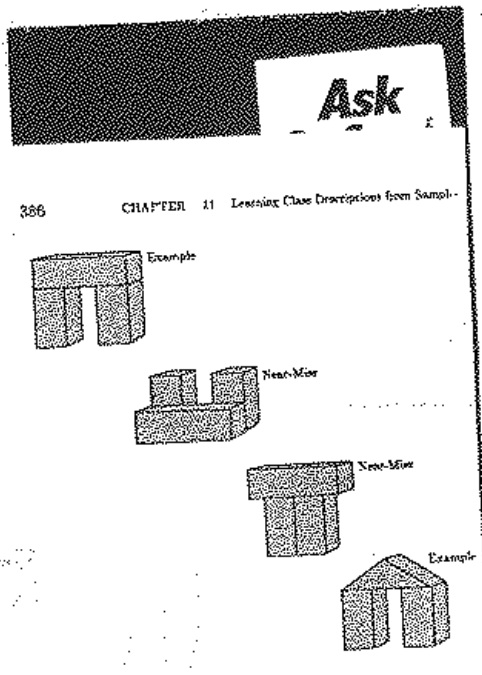 Ask
386 CHAPTER 11 Learning Class Descriptions from Sampl
Example
Near-Miss
Near-Miss
Example